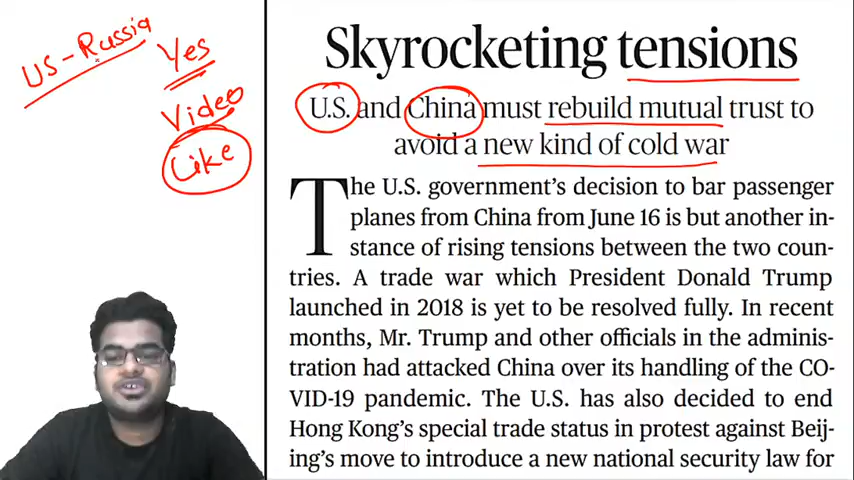 US-Russia
Yes
Video
Like
Skyrocketing tensions
U.S. and China must rebuild mutual trust to
avoid a new kind of cold war
The U.S. government's decision to bar passenger
planes from China from June 16 is but another in-
stance of rising tensions between the two coun-
tries. A trade war which President Donald Trump
launched in 2018 is yet to be resolved fully. In recent
months, Mr. Trump and other officials in the adminis-
tration had attacked China over its handling of the CO-
VID-19 pandemic. The U.S. has also decided to end
Hong Kong's special trade status in protest against Beij-
ing's move to introduce a new national security law for